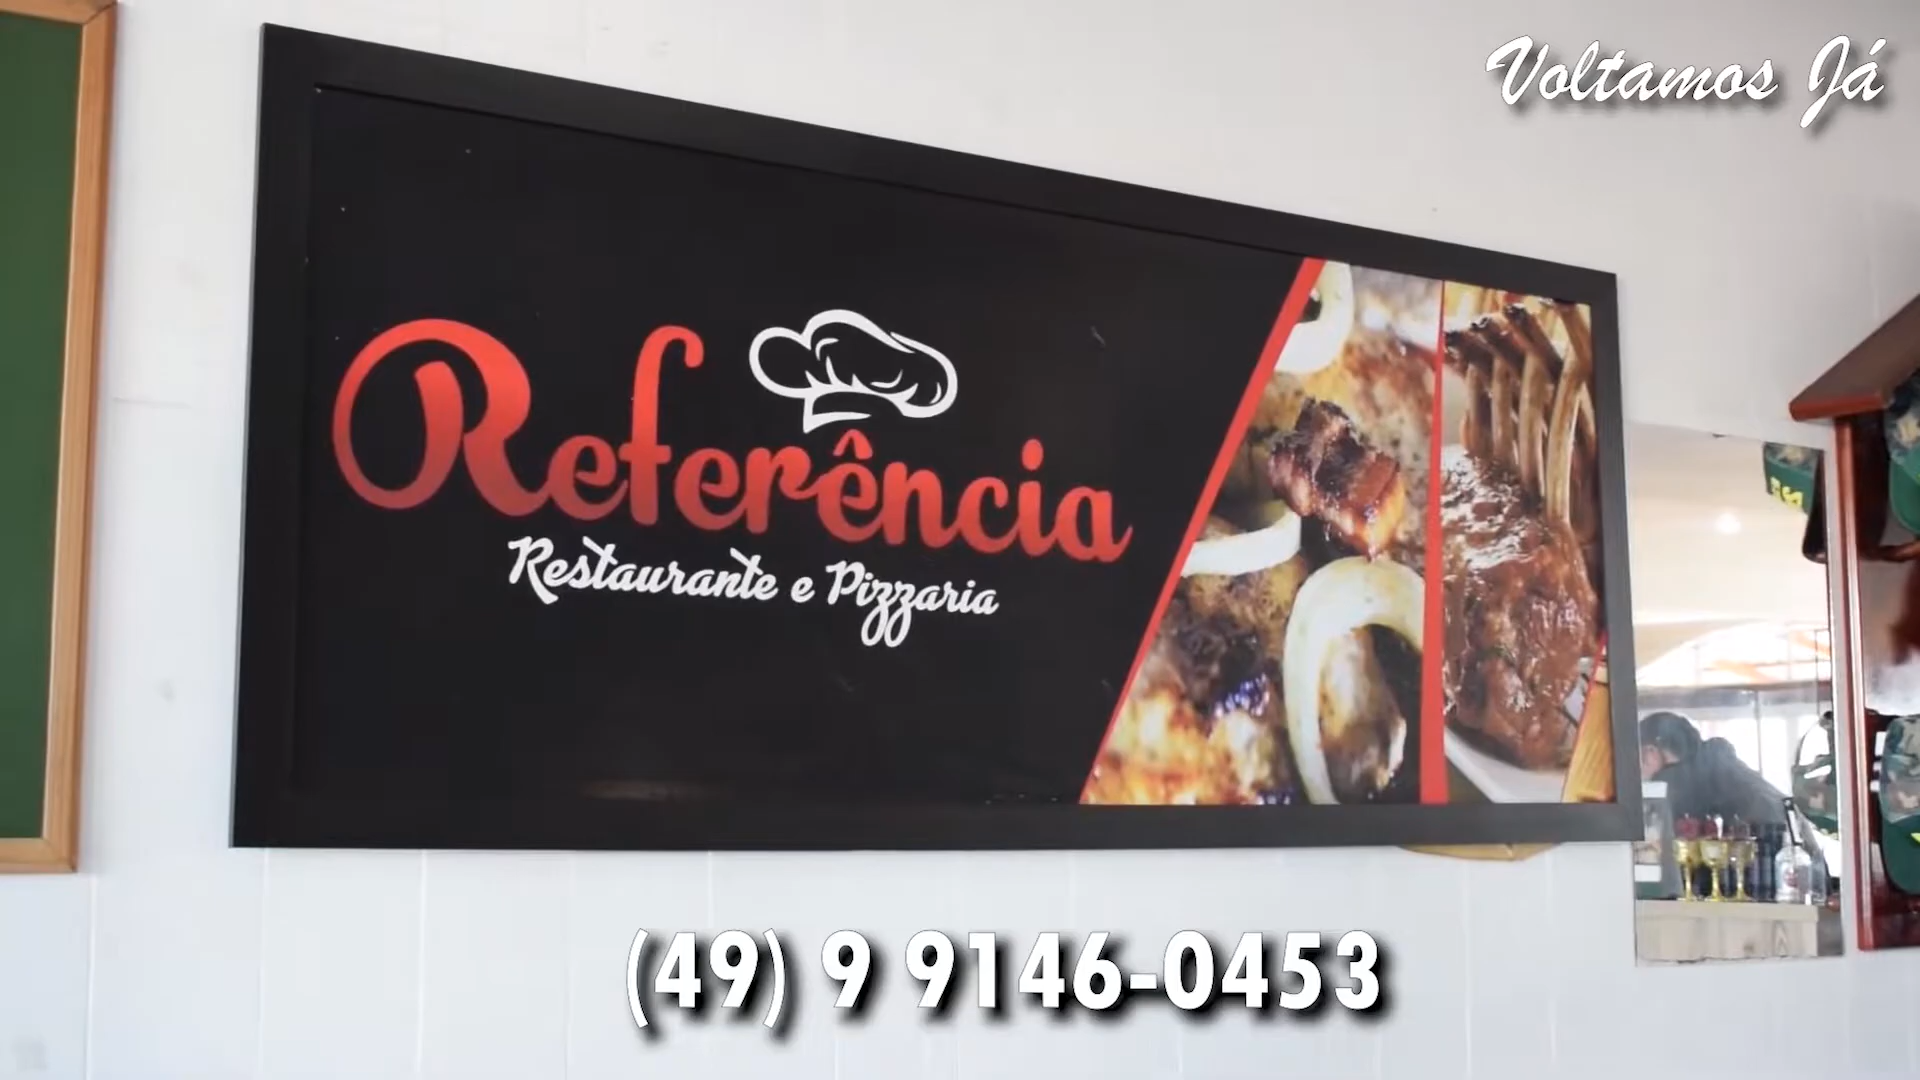 Voltamos Já
Referência
Restaurante e Pizzaria
(49) 9 9146-0453